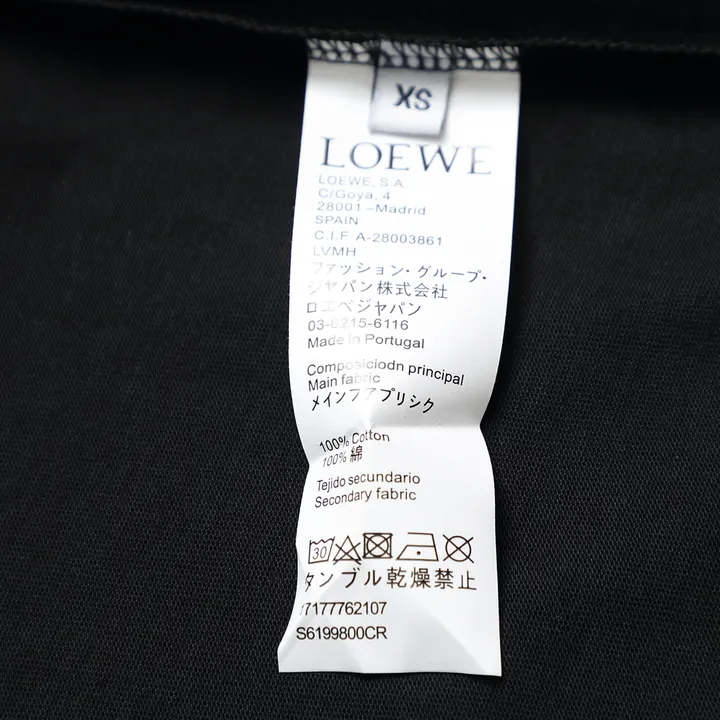 XS
LOEWE
LOEWE, S.A.
C/Goya, 4
28001 –Madrid
SPAIN
C.I.F A-28003861
LVMH
ファッション・グループ・
ジャパン株式会社
ロエベジャパン
03-6215-6116
Made in Portugal
Composiciodn principal
Main fabric
メインファプリシク
100% Cotton
100% 綿
Tejido secundario
Secondary fabric
30
タンブル乾燥禁止
17177762107
S6199800CR